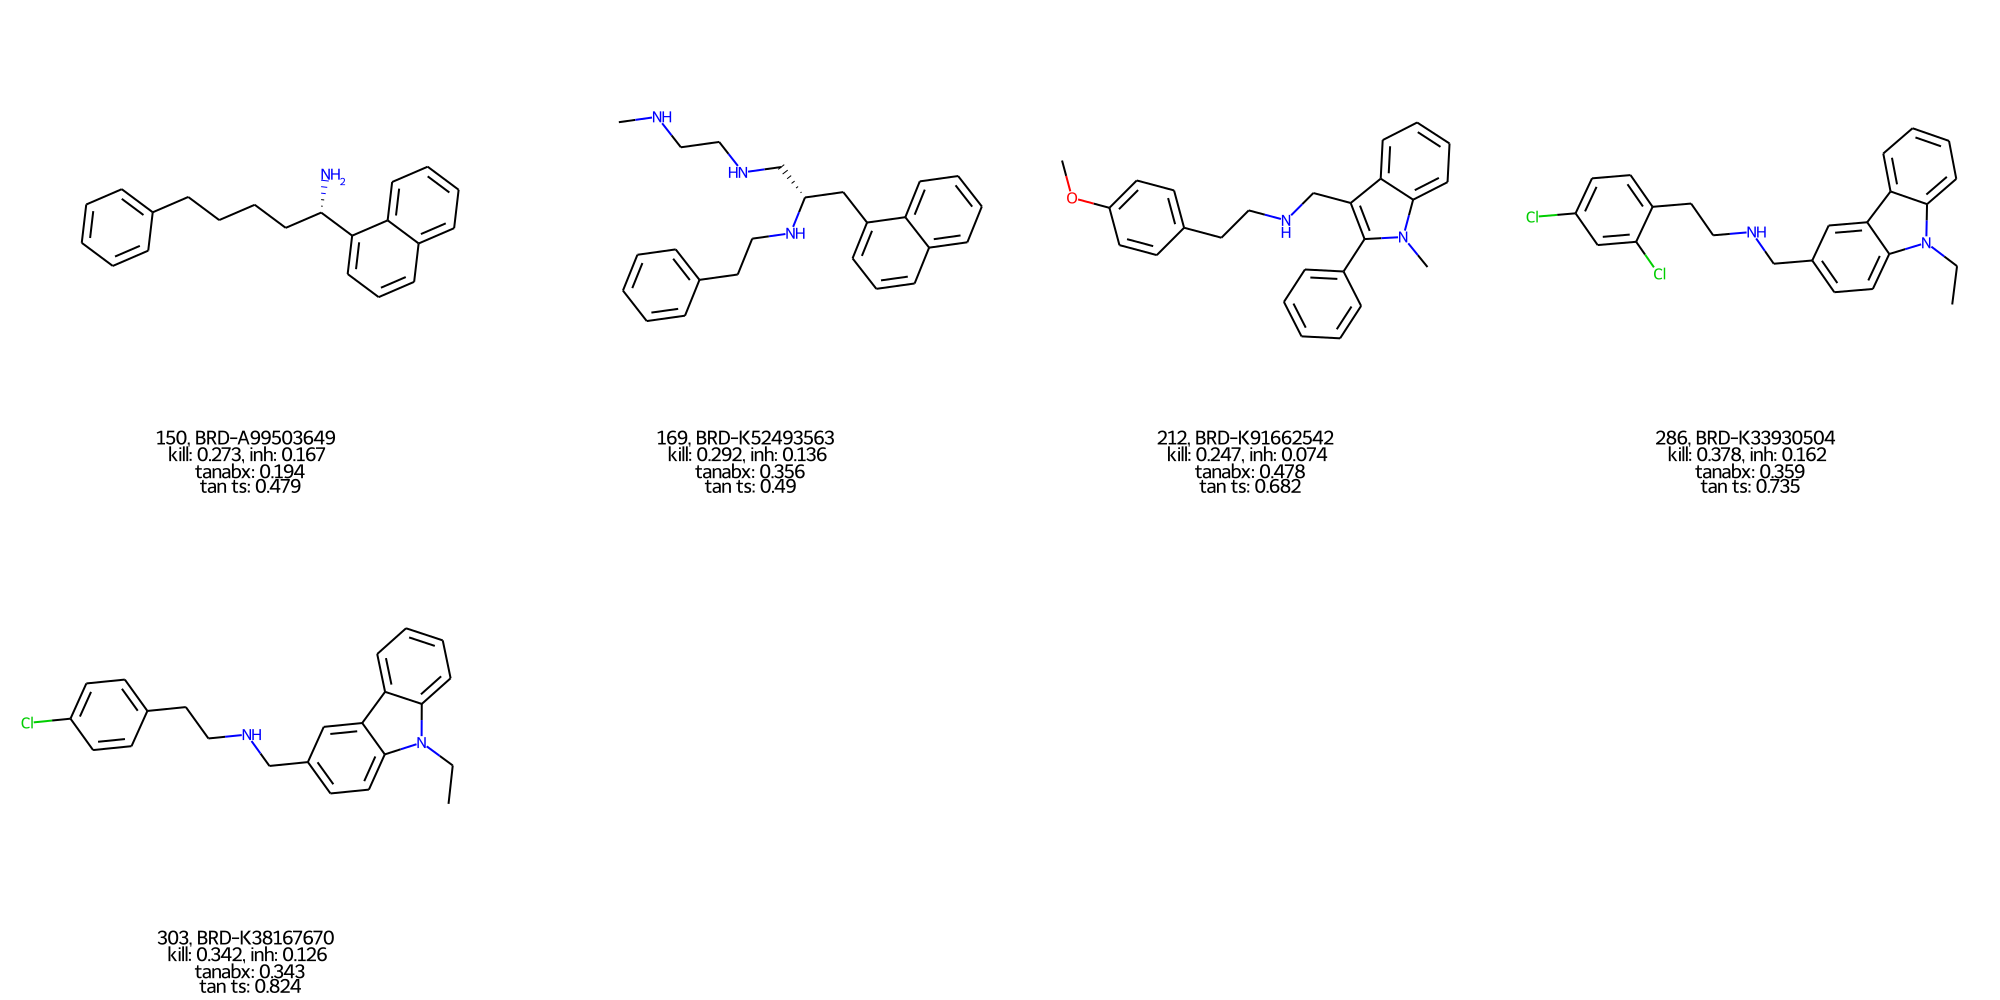 NH2
150, BRD-A99503649
kill: 0.273, inh: 0.167
tanabx: 0.194
tan ts: 0.479
NH
HN
NH
169, BRD-K52493563
kill: 0.292, inh: 0.136
tanabx: 0.356
tan ts: 0.49
O
N
H
N
212, BRD-K91662542
kill: 0.247, inh: 0.074
tanabx: 0.478
tan ts: 0.682
Cl
Cl
NH
N
286, BRD-K33930504
kill: 0.378, inh: 0.162
tanabx: 0.359
tan ts: 0.735
Cl
NH
N
303, BRD-K38167670
kill: 0.342, inh: 0.126
tanabx: 0.343
tan ts: 0.824